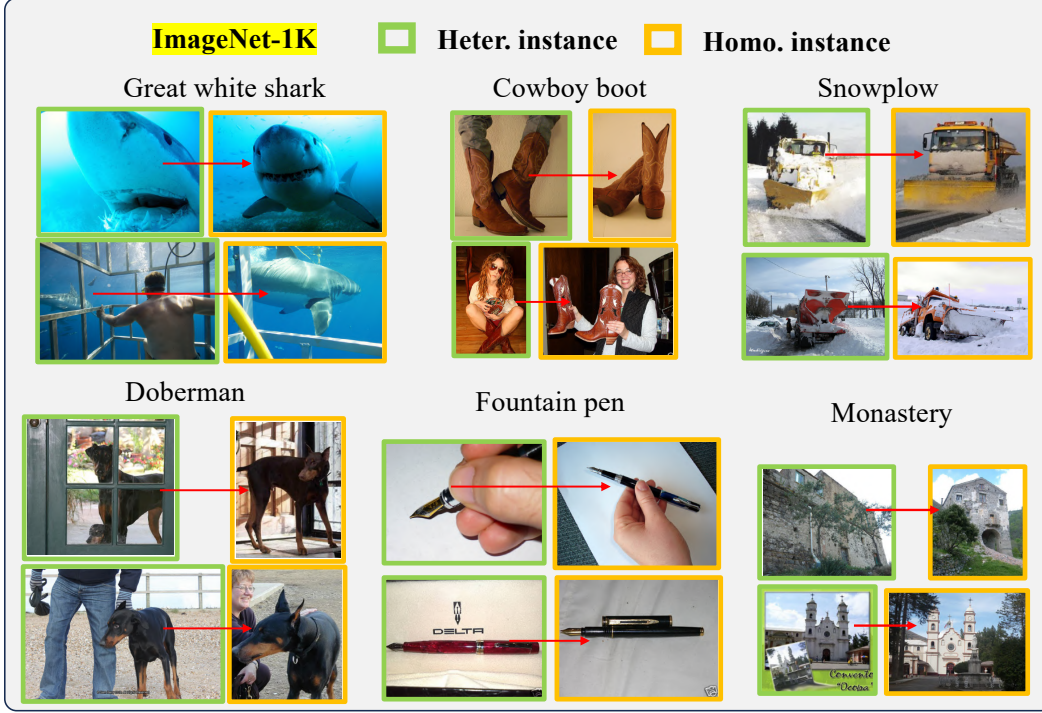 ImageNet-1K Heter. instance Homo. instance
Great white shark Cowboy boot Snowplow
Doberman Fountain pen Monastery
DELTA
Convento